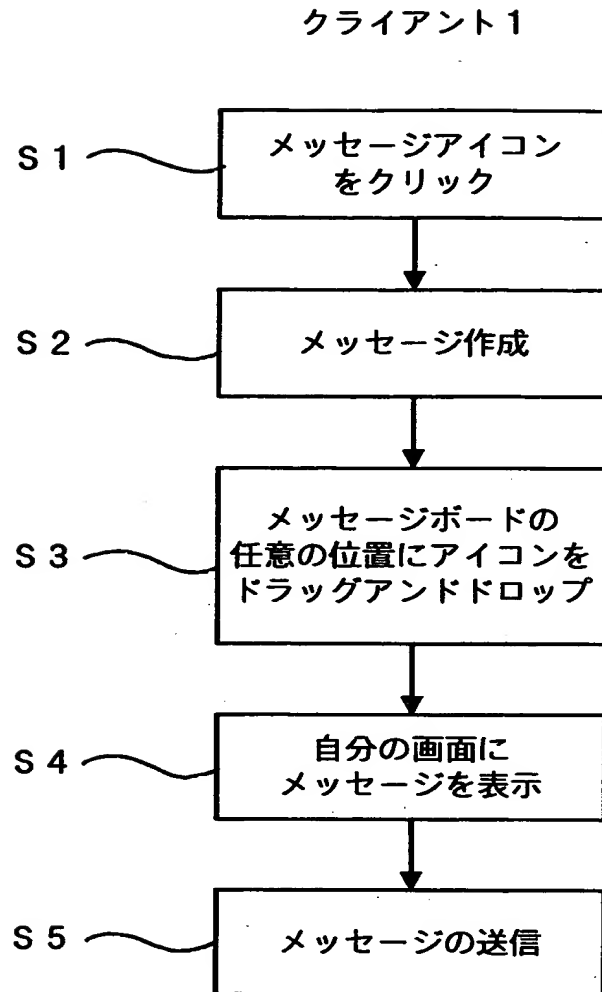 クライアント1
S1
メッセージアイコン
をクリック
S2
メッセージ作成
S3
メッセージボードの
任意の位置にアイコンを
ドラッグアンドドロップ
S4
自分の画面に
メッセージを表示
S5
メッセージの送信